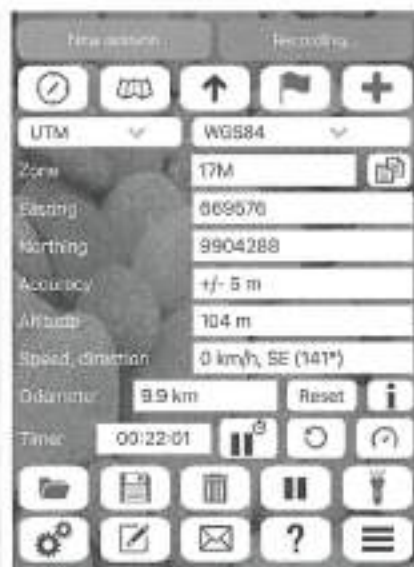 New session
Recording...
UTM WGS84
Zone 17M
Easting 669576
Northing 9904288
Accuracy +/- 5 m
Altitude 104 m
Speed, direction 0 km/h, SE (141°)
Odometer 9.9 km Reset i
Timer 00:22:01
?